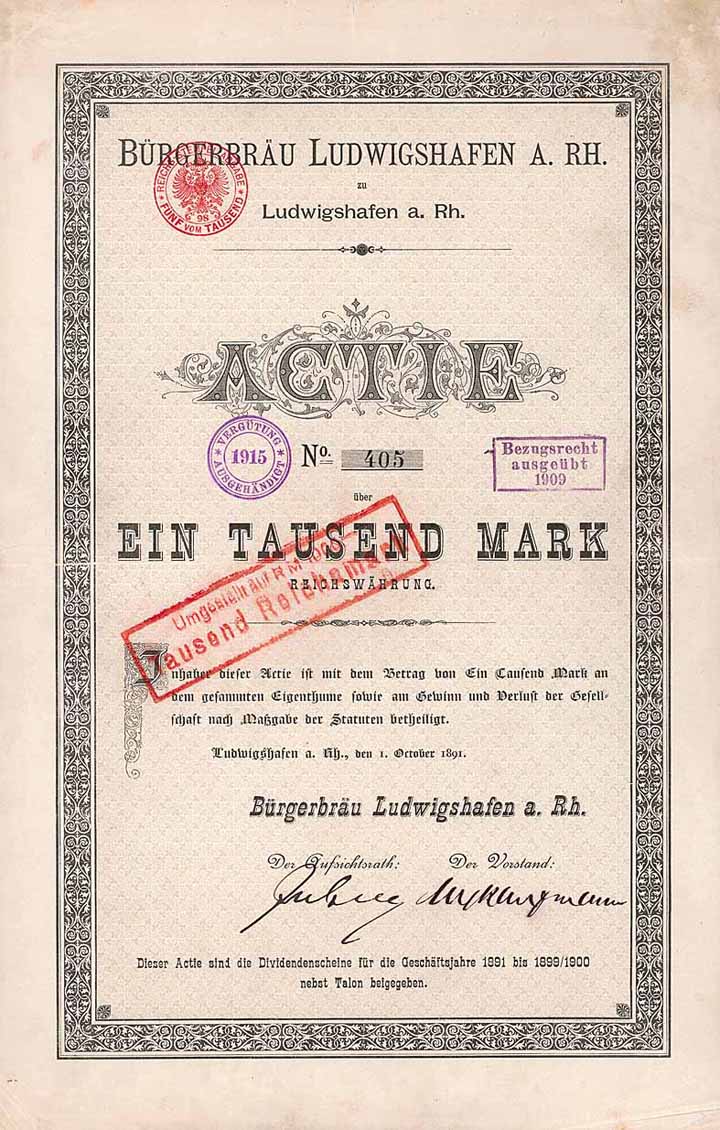 BÜRGERBRÄU LUDWIGSHAFEN A. RH.
zu
Ludwigshafen a. Rh.
FÜNF VOM TAUSEND
98
ACTIE
VERGÜTUNG
1915
AUSGEHÄNDIGT
No. 405
Bezugsrecht
ausgeübt
1909
über
EIN TAUSEND MARK
REICHSWÄHRUNG.
Umgestellt auf RM
Tausend Reichsmark
Inhaber dieser Actie ist mit dem Betrag von Ein Tausend Mark an
dem gesammten Eigenthume sowie am Gewinn und Verlust der Gesell-
schaft nach Maßgabe der Statuten betheiligt.
Ludwigshafen a. Rh., den 1. October 1891.
Bürgerbräu Ludwigshafen a. Rh.
Der Aufsichtsrath: Der Vorstand:
Dieser Actie sind die Dividendenscheine für die Geschäftsjahre 1891 bis 1899/1900
nebst Talon beigegeben.